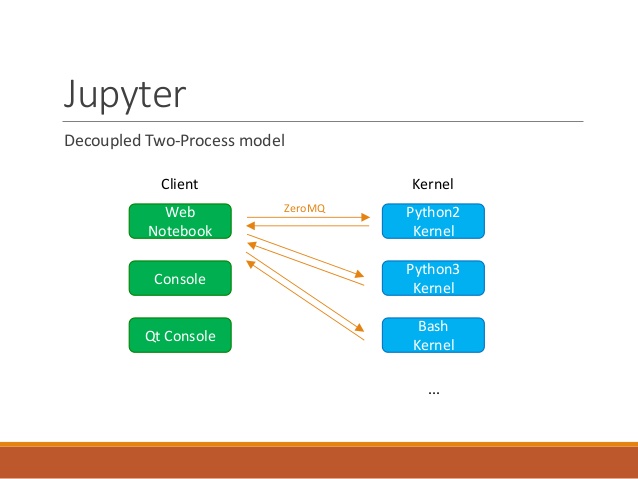 Jupyter
Decoupled Two-Process model
Client
Kernel
Web
Notebook
ZeroMQ
Python2
Kernel
Console
Python3
Kernel
Qt Console
Bash
Kernel
...